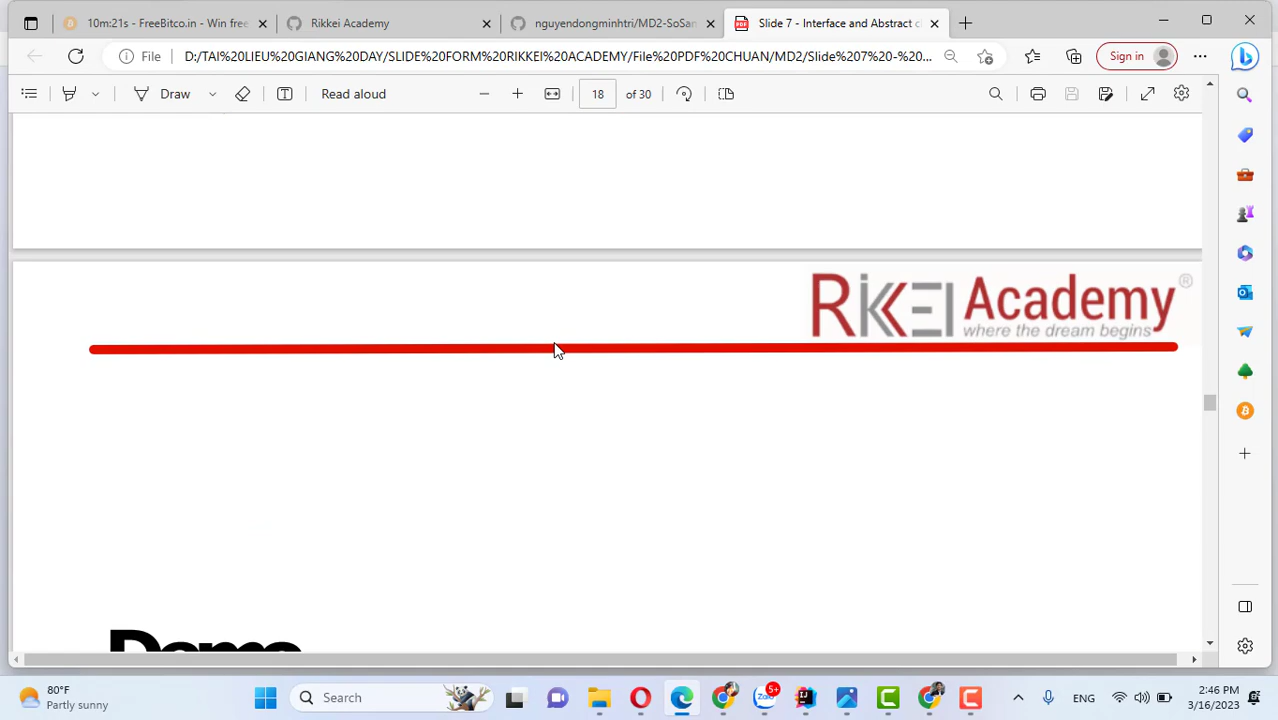 10m:21s - FreeBitco.in - Win free
Rikkei Academy
nguyendongminhtri/MD2-SoSan
Slide 7 - Interface and Abstract c
File
D:/TAI%20LIEU%20GIANG%20DAY/SLIDE%20FORM%20RIKKEI%20ACADEMY/File%20PDF%20CHUAN/MD2/Slide%207%20-%20...
Sign in
Draw
Read aloud
18 of 30
RIKKEI Academy ®
where the dream begins
Demo
80°F
Partly sunny
Search
5+
ENG
2:46 PM
3/16/2023